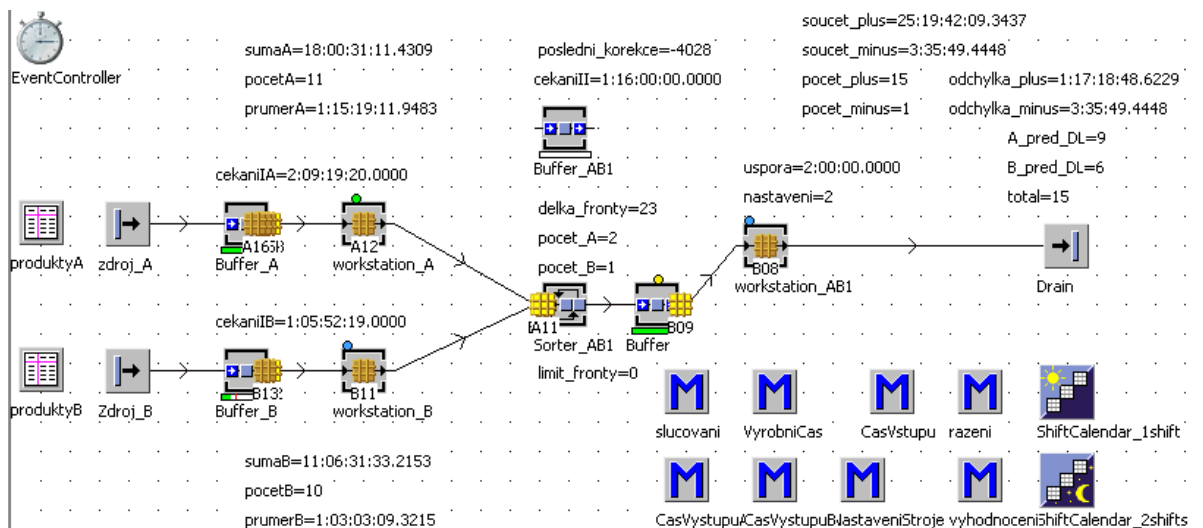 soucet_plus=25:19:42:09.3437
sumaA=18:00:31:11.4309
posledni_korekce=-4028
soucet_minus=3:35:49.4448
EventController
pocetA=11
cekaniII=1:16:00:00.0000
pocet_plus=15
odchylka_plus=1:17:18:48.6229
prumerA=1:15:19:11.9483
pocet_minus=1
odchylka_minus=3:35:49.4448
A_pred_DL=9
Buffer_AB1
uspora=2:00:00.0000
B_pred_DL=6
cekaniIA=2:09:19:20.0000
nastaveni=2
total=15
delka_fronty=23
pocet_A=2
A12
produktyA
zdroj_A
Buffer_A
workstation_A
pocet_B=1
B08
workstation_AB1
Drain
cekaniIB=1:05:52:19.0000
A11
B09
Sorter_AB1
Buffer
limit_fronty=0
B11
produktyB
Zdroj_B
Buffer_B
workstation_B
slucovani
VyrobniCas
CasVstupu
razeni
ShiftCalendar_1shift
sumaB=11:06:31:33.2153
pocetB=10
prumerB=1:03:03:09.3215
vyhodnoceni
ShiftCalendar_2shifts